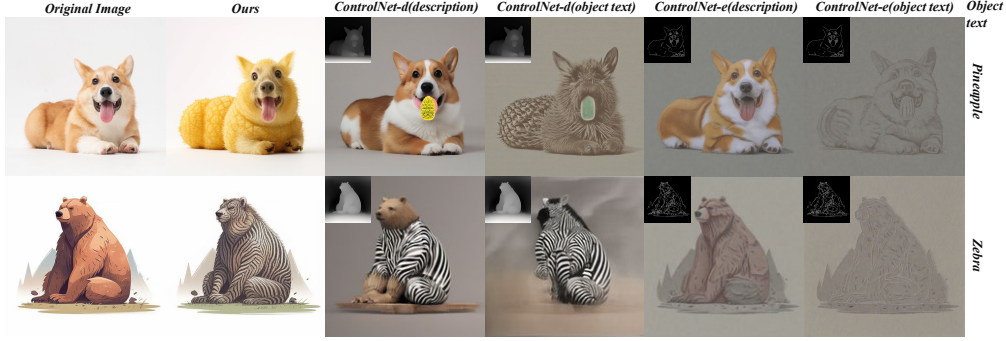 Original Image Ours ControlNet-d(description) ControlNet-d(object text) ControlNet-e(description) ControlNet-e(object text) Object text
Pineapple
Zebra